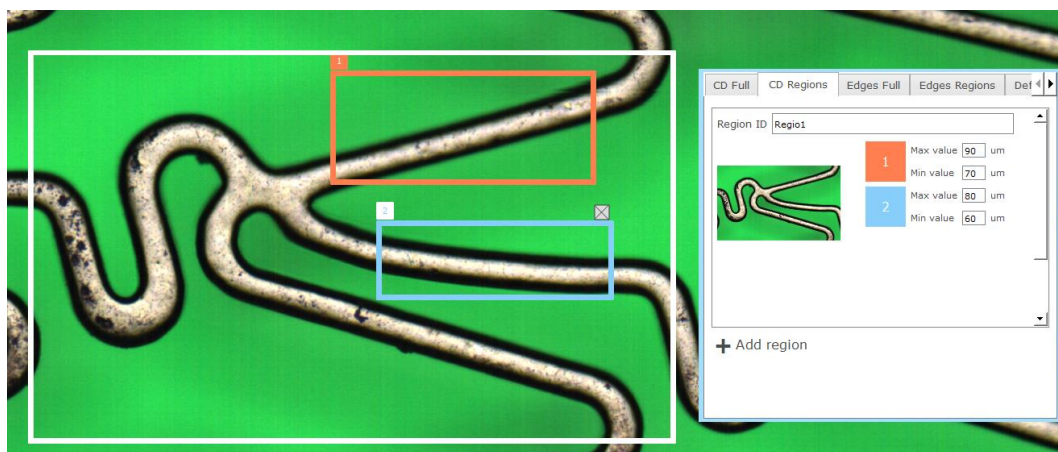 1
2
CD Full CD Regions Edges Full Edges Regions
Region ID Regio1
1 Max value 90 um
Min value 70 um
2 Max value 80 um
Min value 60 um
+ Add region